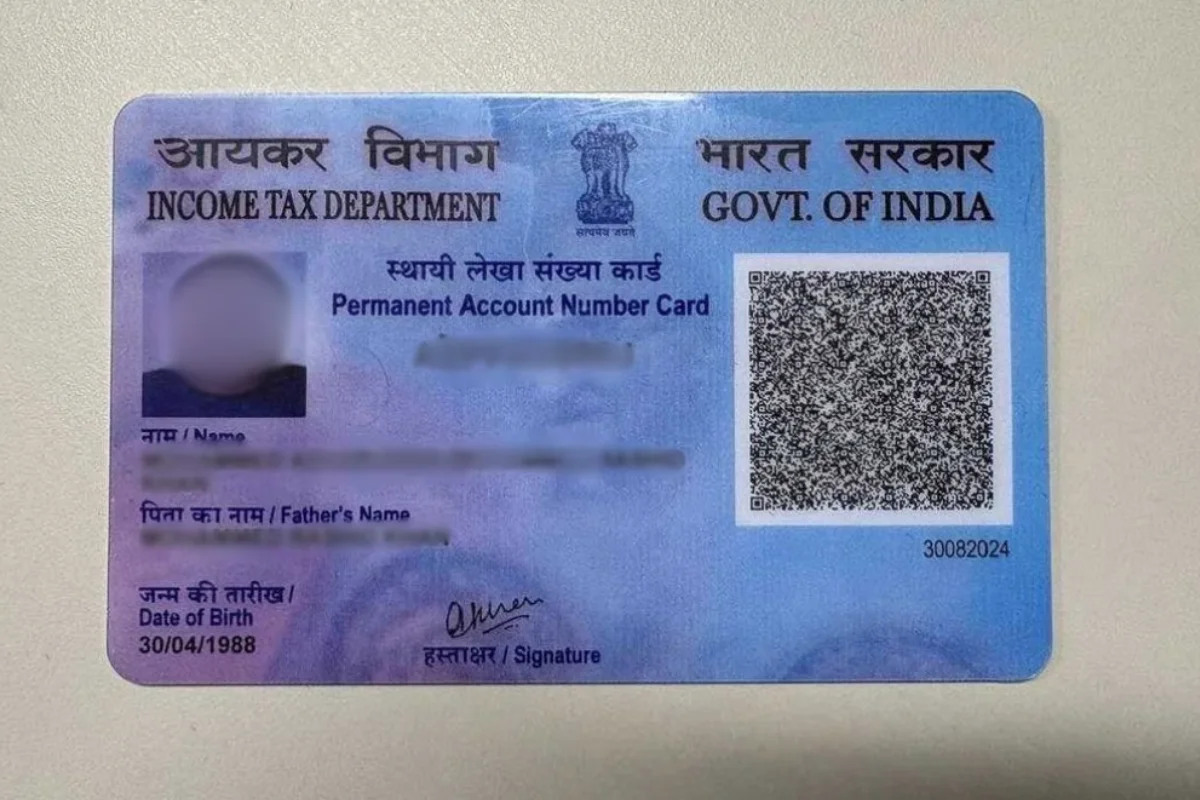 आयकर विभाग
INCOME TAX DEPARTMENT
सत्यमेव जयते
भारत सरकार
GOVT. OF INDIA
स्थायी लेखा संख्या कार्ड
Permanent Account Number Card
नाम / Name
पिता का नाम / Father's Name
30082024
जन्म की तारीख /
Date of Birth
30/04/1988
हस्ताक्षर / Signature